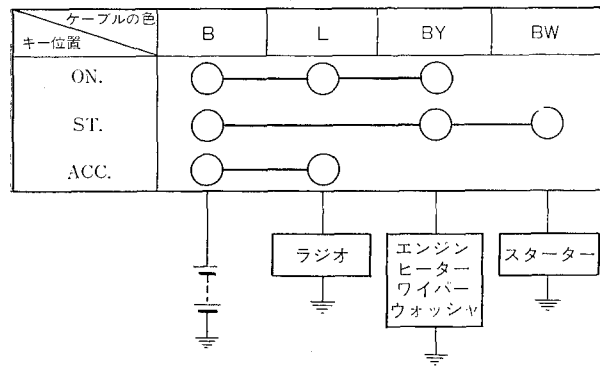 ケーブルの色
キー位置
B L BY BW
ON.
ST.
ACC.
ラジオ
エンジン
ヒーター
ワイパー
ウォッシャ
スターター